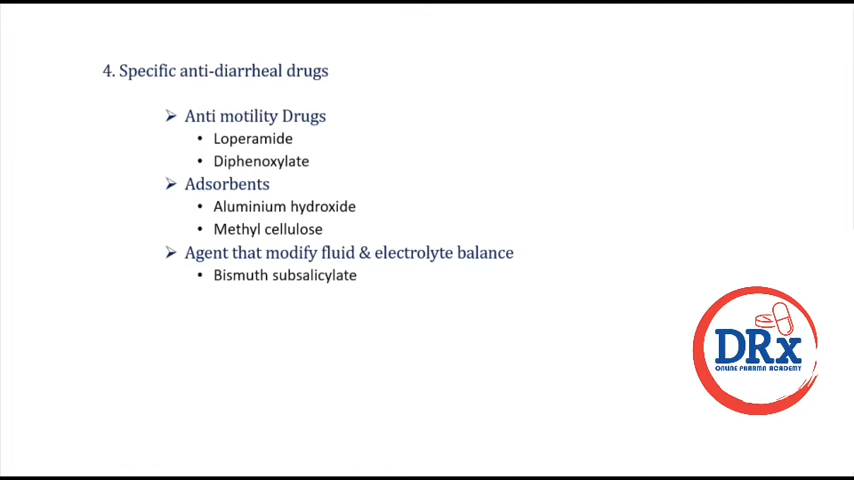 4. Specific anti-diarrheal drugs
➢ Anti motility Drugs
• Loperamide
• Diphenoxylate
➢ Adsorbents
• Aluminium hydroxide
• Methyl cellulose
➢ Agent that modify fluid & electrolyte balance
• Bismuth subsalicylate
DRx
ONLINE PHARMA ACADEMY